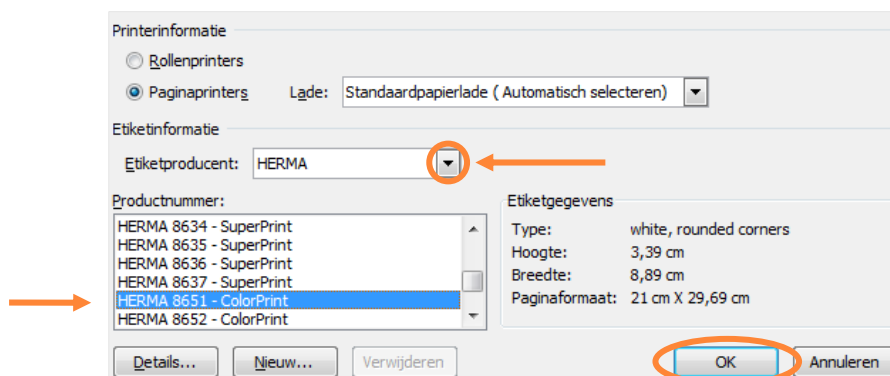 Printerinformatie
Rollenprinters
Paginaprinters Lade: Standaardpapierlade ( Automatisch selecteren)
Etiketinformatie
Etiketproducent: HERMA
Productnummer:
HERMA 8634 - SuperPrint
HERMA 8635 - SuperPrint
HERMA 8636 - SuperPrint
HERMA 8637 - SuperPrint
HERMA 8651 - ColorPrint
HERMA 8652 - ColorPrint
Etiketgegevens
Type: white, rounded corners
Hoogte: 3,39 cm
Breedte: 8,89 cm
Paginaformaat: 21 cm X 29,69 cm
Details... Nieuw... Verwijderen OK Annuleren